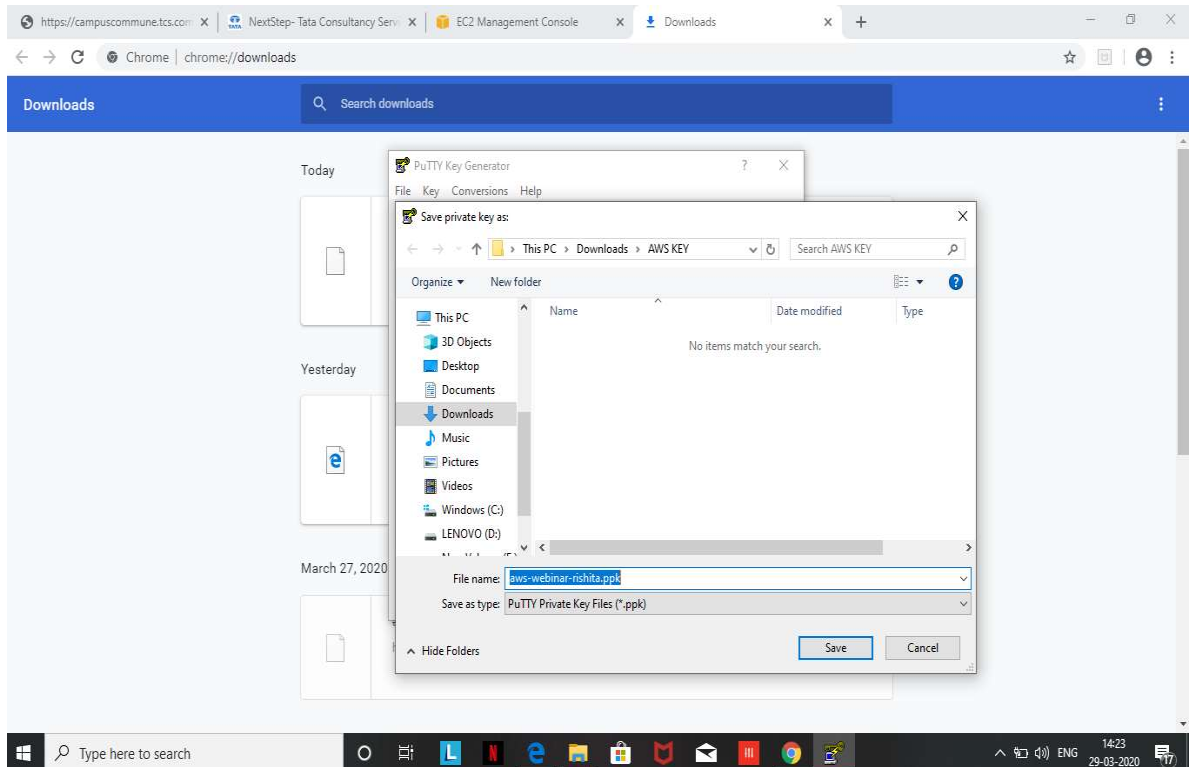 https://campuscommune.tcs.com
NextStep- Tata Consultancy Serv
EC2 Management Console
Downloads
Chrome | chrome://downloads
Downloads
Search downloads
Today
Yesterday
March 27, 2020
PuTTY Key Generator
File Key Conversions Help
Save private key as:
This PC > Downloads > AWS KEY
Search AWS KEY
Organize New folder
Name Date modified Type
No items match your search.
This PC
3D Objects
Desktop
Documents
Downloads
Music
Pictures
Videos
Windows (C:)
LENOVO (D:)
File name: aws-webinar-rishita.ppk
Save as type: PuTTY Private Key Files (*.ppk)
Hide Folders
Save Cancel
Type here to search
ENG
14:23
29-03-2020
17